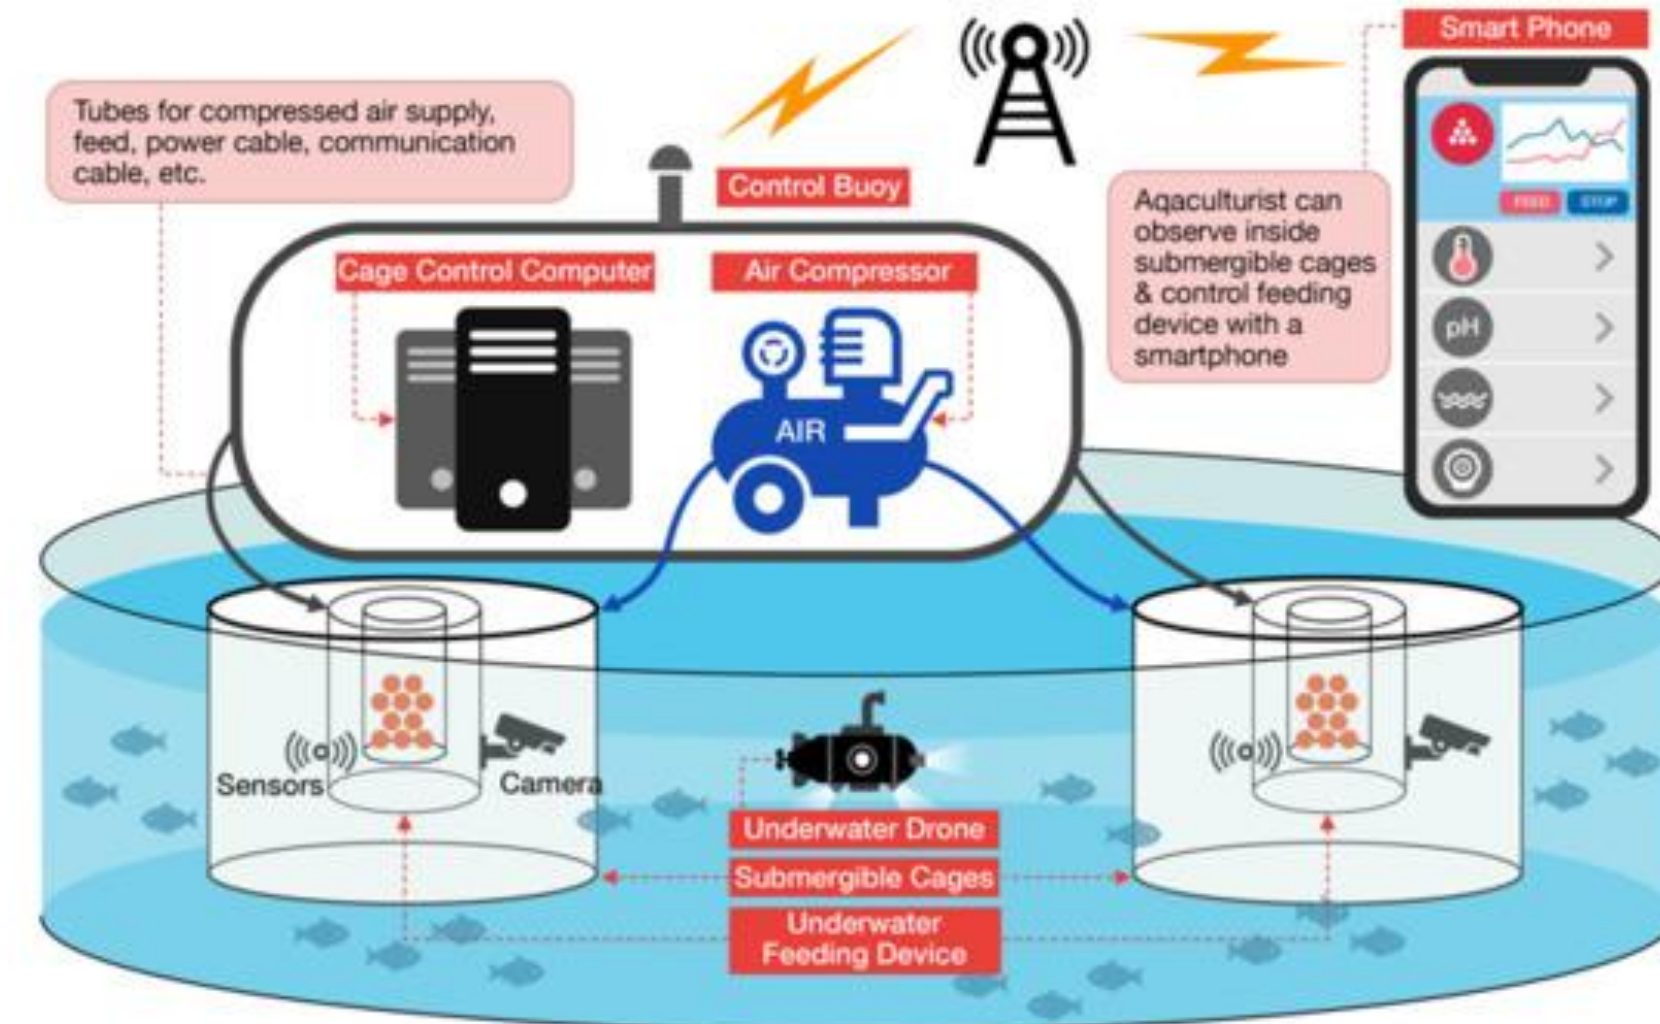 Smart Phone
Tubes for compressed air supply,
feed, power cable, communication
cable, etc.
Control Buoy
Aqaculturist can
observe inside
submergible cages
& control feeding
device with a
smartphone
FEED
STOP
pH
Cage Control Computer
Air Compressor
AIR
Sensors
Camera
Underwater Drone
Submergible Cages
Underwater
Feeding Device